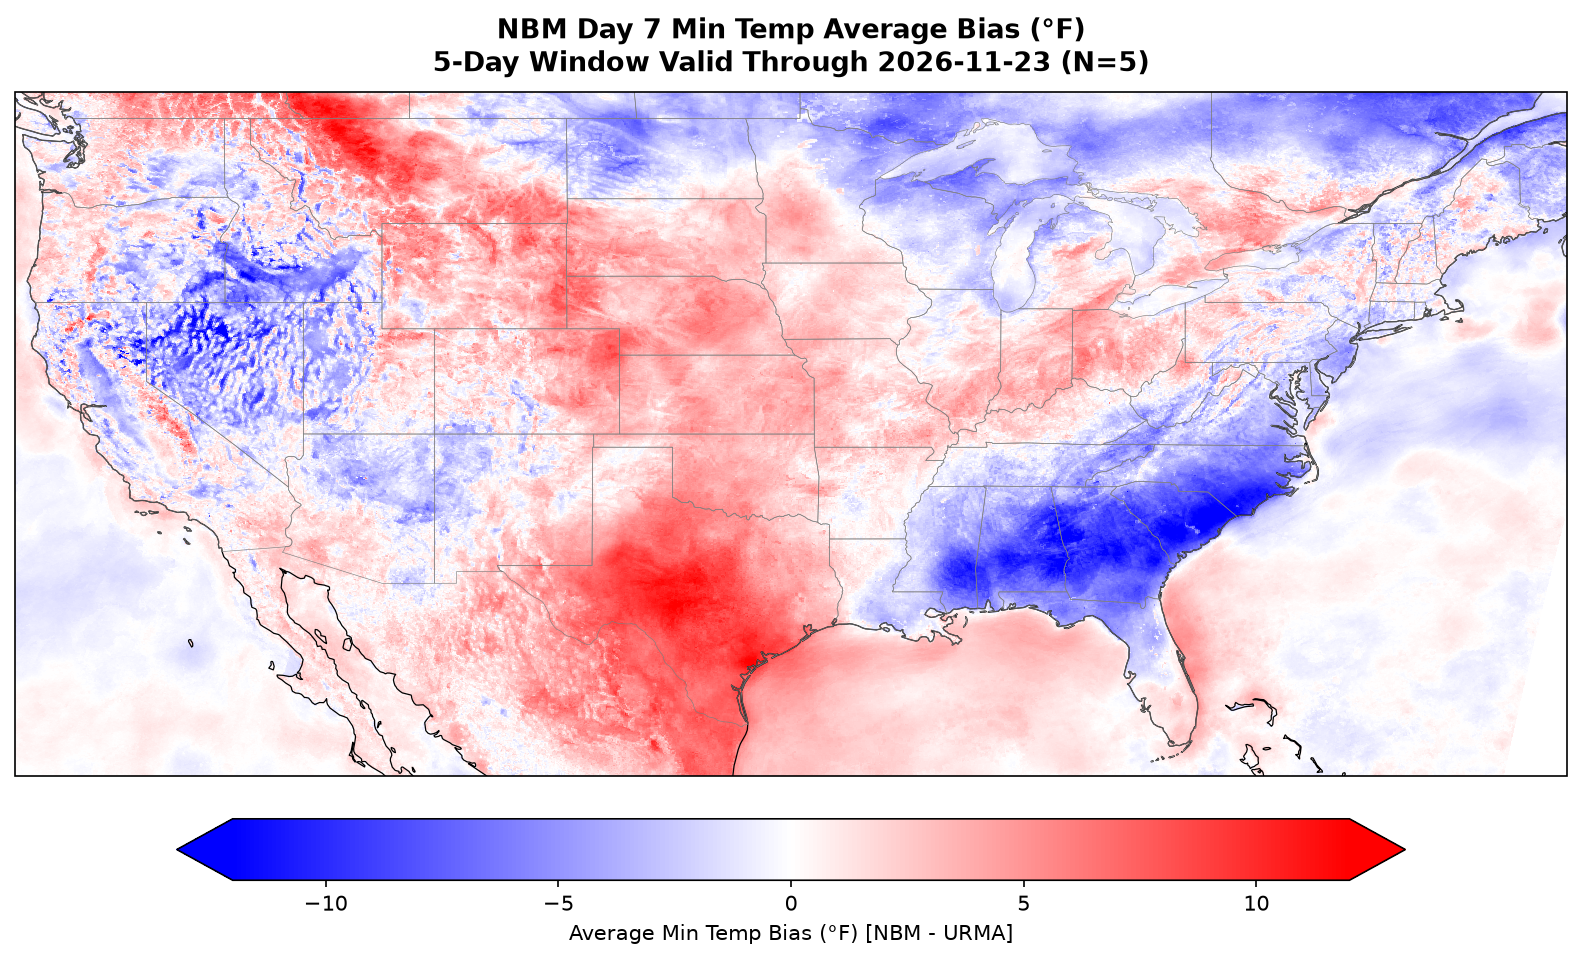 NBM Day 7 Min Temp Average Bias (°F)
5-Day Window Valid Through 2026-11-23 (N=5)
−10 −5 0 5 10
Average Min Temp Bias (°F) [NBM - URMA]